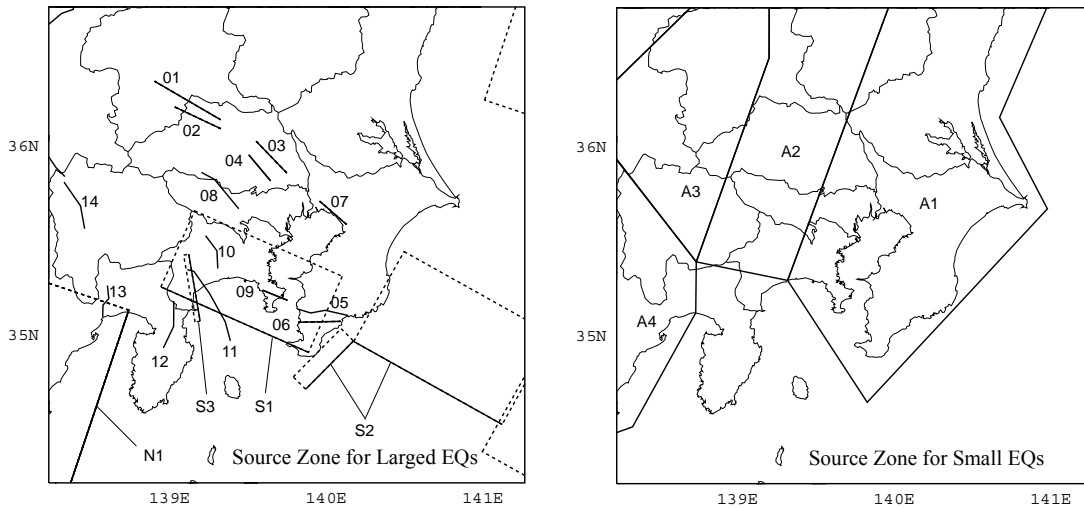 01
36N
02
03
04
08
07
14
10
13
09
05
35N
06
12
11
S3
S1
S2
N1
Source Zone for Larged EQs
139E
140E
141E
36N
A2
A3
A1
35N
A4
Source Zone for Small EQs
139E
140E
141E